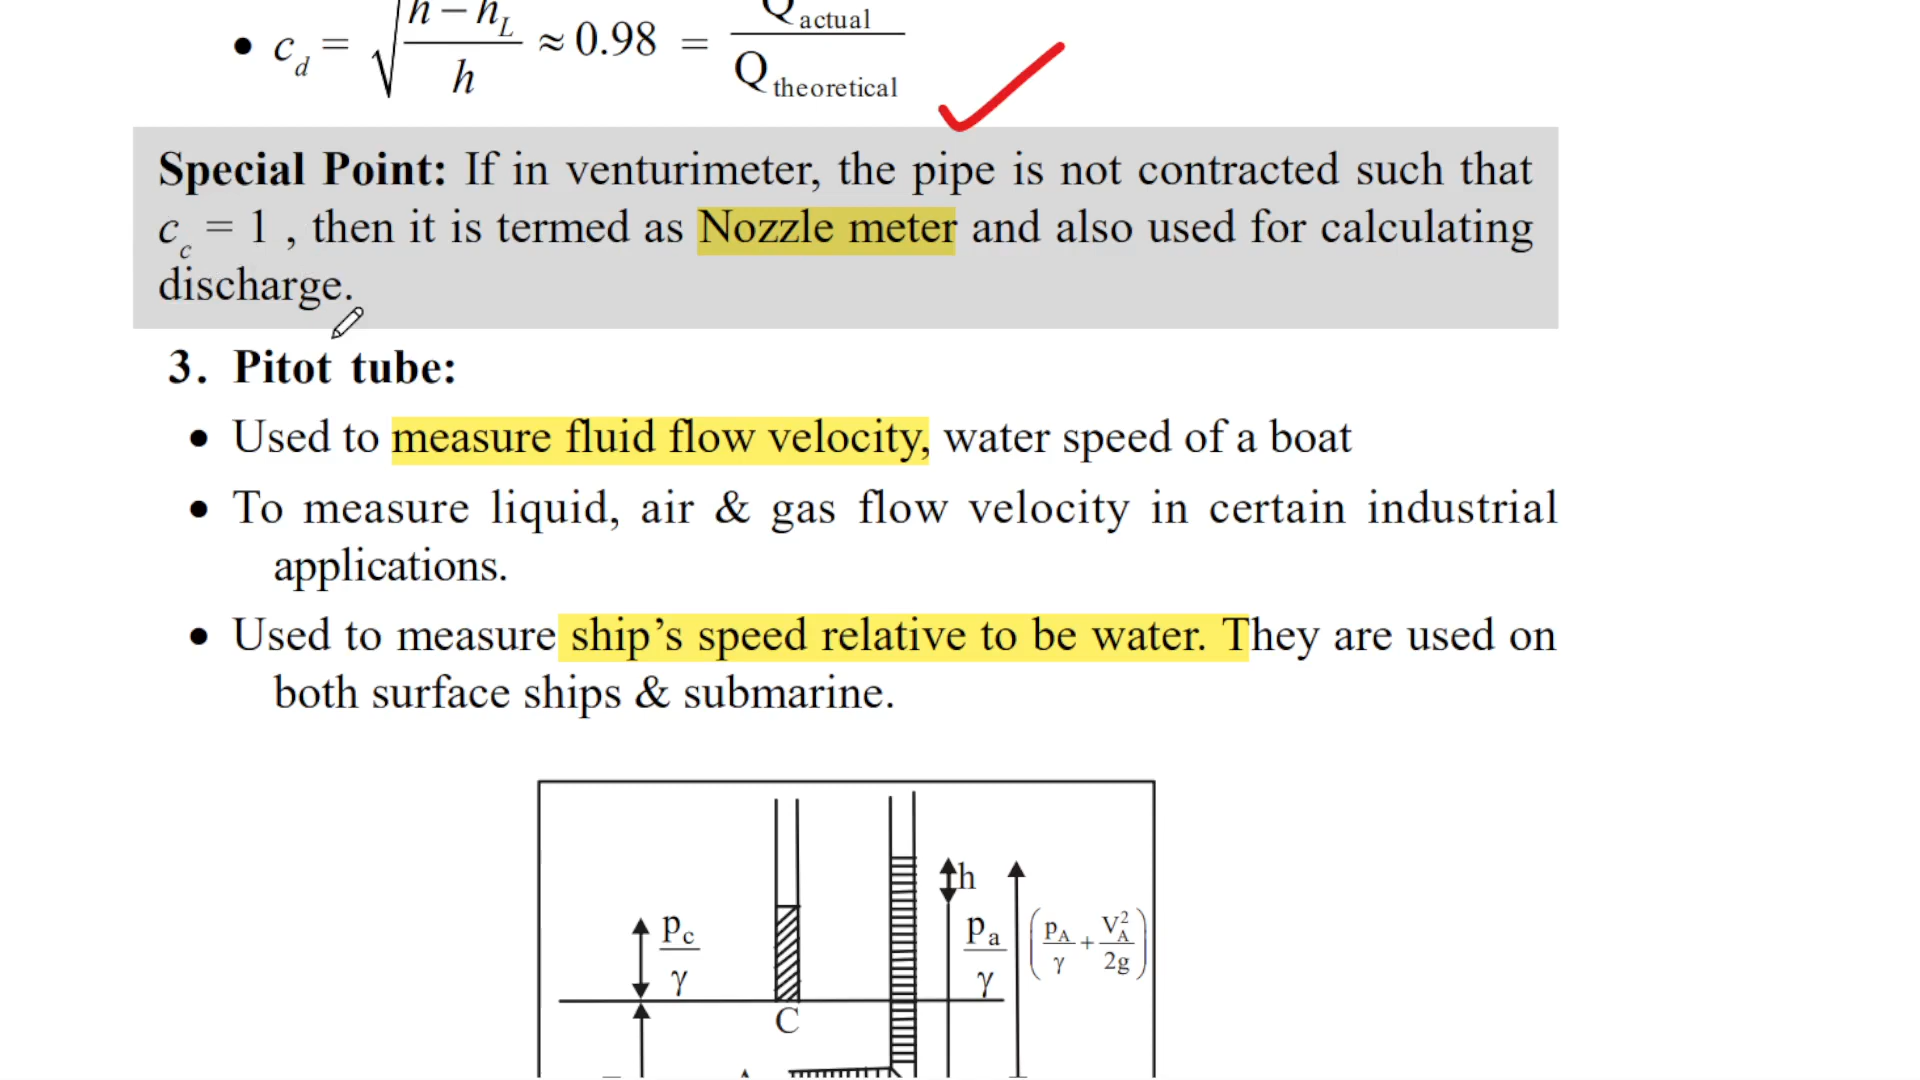 • c_d = √((h − h_L)/h) ≈ 0.98 = Q_actual / Q_theoretical
Special Point: If in venturimeter, the pipe is not contracted such that
c_c = 1 , then it is termed as Nozzle meter and also used for calculating
discharge.
3. Pitot tube:
• Used to measure fluid flow velocity, water speed of a boat
• To measure liquid, air & gas flow velocity in certain industrial
applications.
• Used to measure ship’s speed relative to be water. They are used on
both surface ships & submarine.
h
p_c/γ
p_a/γ
(p_A/γ + V_A²/2g)
C